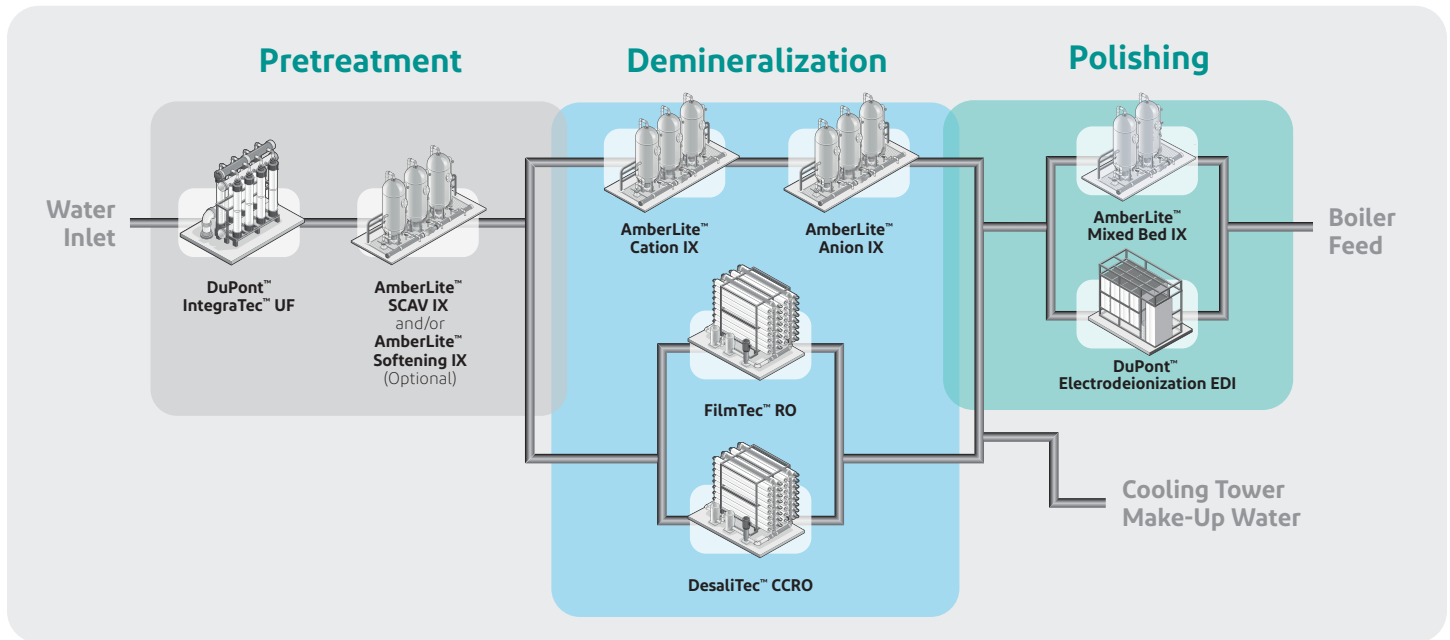 Pretreatment
Demineralization
Polishing
Water
Inlet
DuPont™
IntegraTec™ UF
AmberLite™
SCAV IX
and/or
AmberLite™
Softening IX
(Optional)
AmberLite™
Cation IX
AmberLite™
Anion IX
FilmTec™ RO
DesaliTec™ CCRO
AmberLite™
Mixed Bed IX
DuPont™
Electrodeionization EDI
Boiler
Feed
Cooling Tower
Make-Up Water